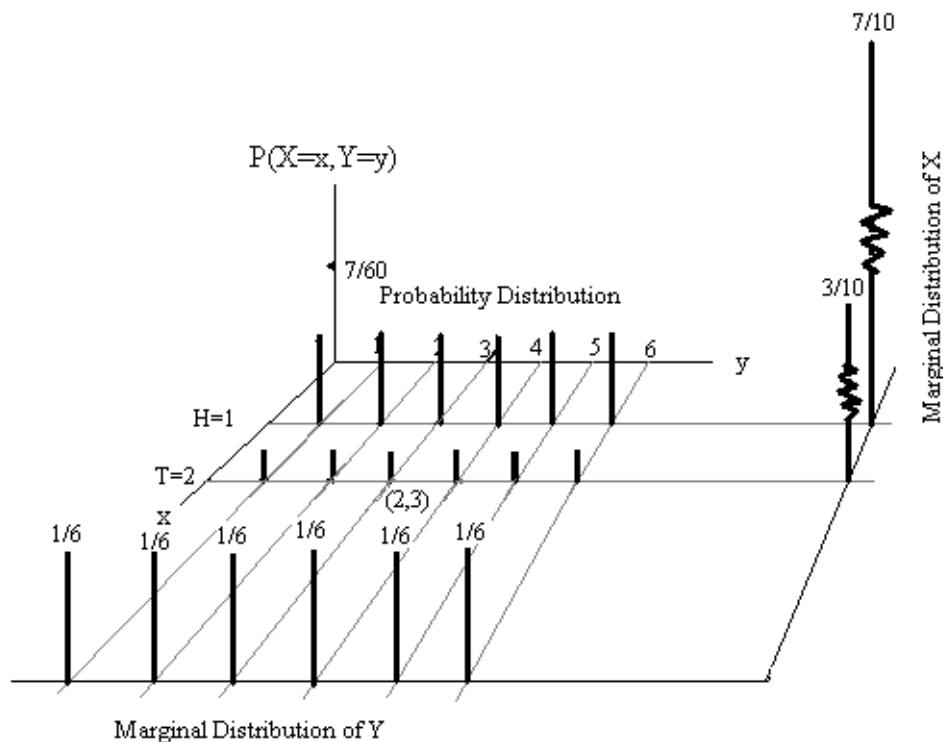 7/10
P(X=x,Y=y)
Marginal Distribution of X
7/60
3/10
Probability Distribution
1
2
3
4
5
6
y
H=1
T=2
(2,3)
x
1/6
1/6
1/6
1/6
1/6
1/6
Marginal Distribution of Y